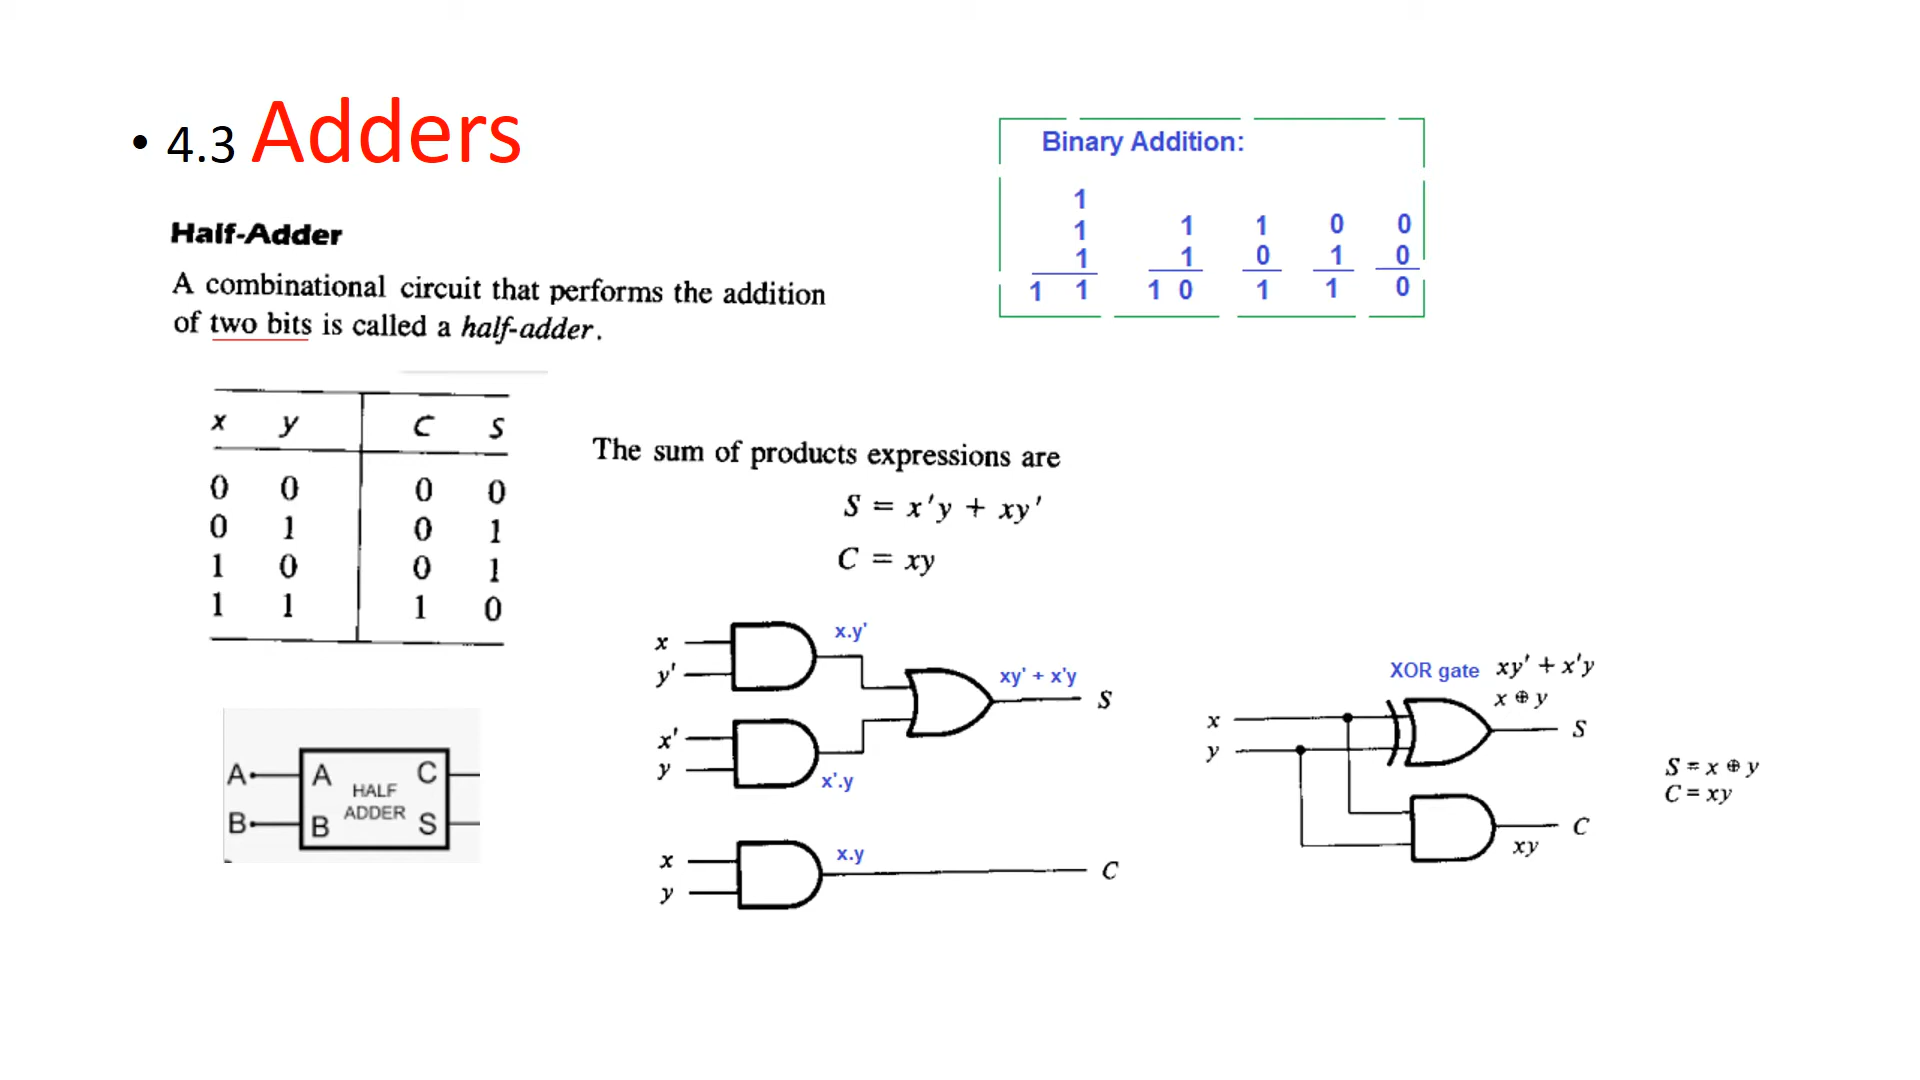 • 4.3 Adders
Binary Addition:
1
1 1 1 0 0
1 1 0 1 0
1 1 1 0 1 1 0
Half-Adder
A combinational circuit that performs the addition
of two bits is called a half-adder.
x y C S
0 0 0 0
0 1 0 1
1 0 0 1
1 1 1 0
The sum of products expressions are
S = x'y + xy'
C = xy
x
y'
x.y'
xy' + x'y
S
x'
y
x'.y
x
y
x.y
C
XOR gate xy' + x'y
x ⊕ y
x
y
S
C
xy
S = x ⊕ y
C = xy
A A C
HALF
ADDER
B B S